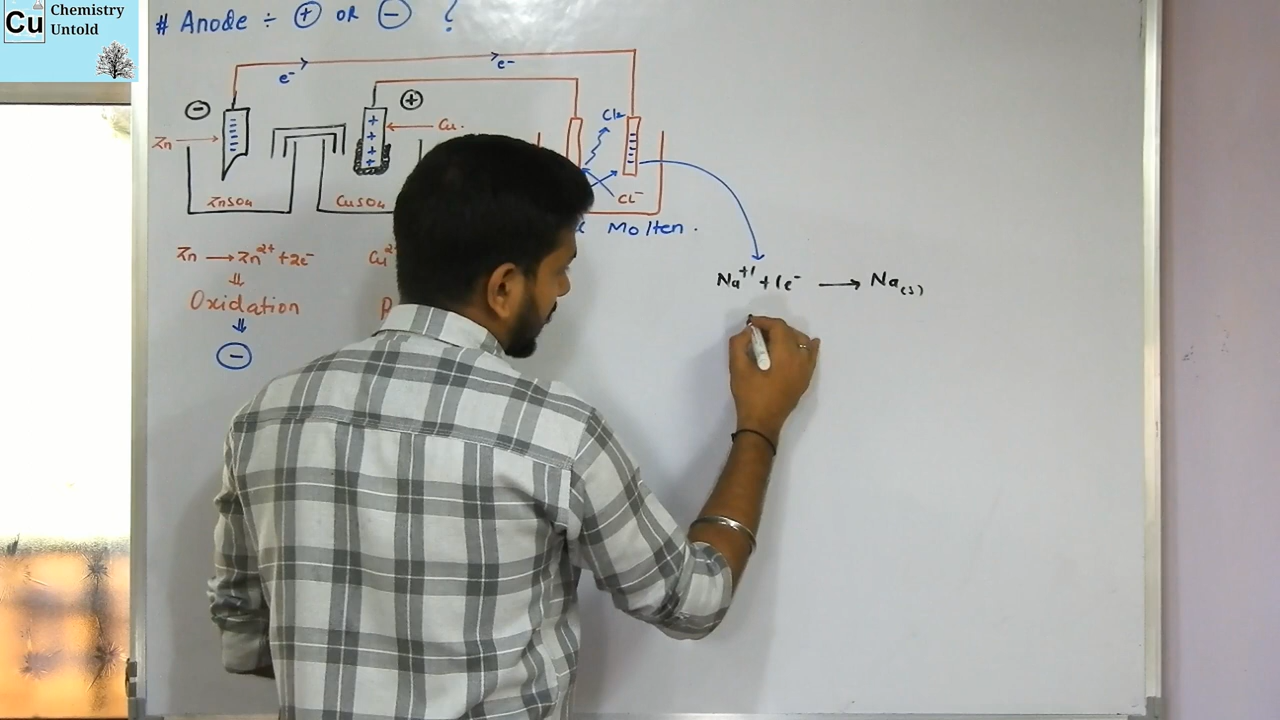 Cu
Chemistry
Untold
# Anode ÷ + OR − ?
e⁻ e⁻
− +
Zn Cu.
Cl₂
Cl⁻
ZnSO₄ CuSO₄
Molten.
Zn → Zn²⁺ + 2e⁻ Cu²
⇓
Oxidation
⇓
−
Na⁺¹ + 1e⁻ → Na(s)